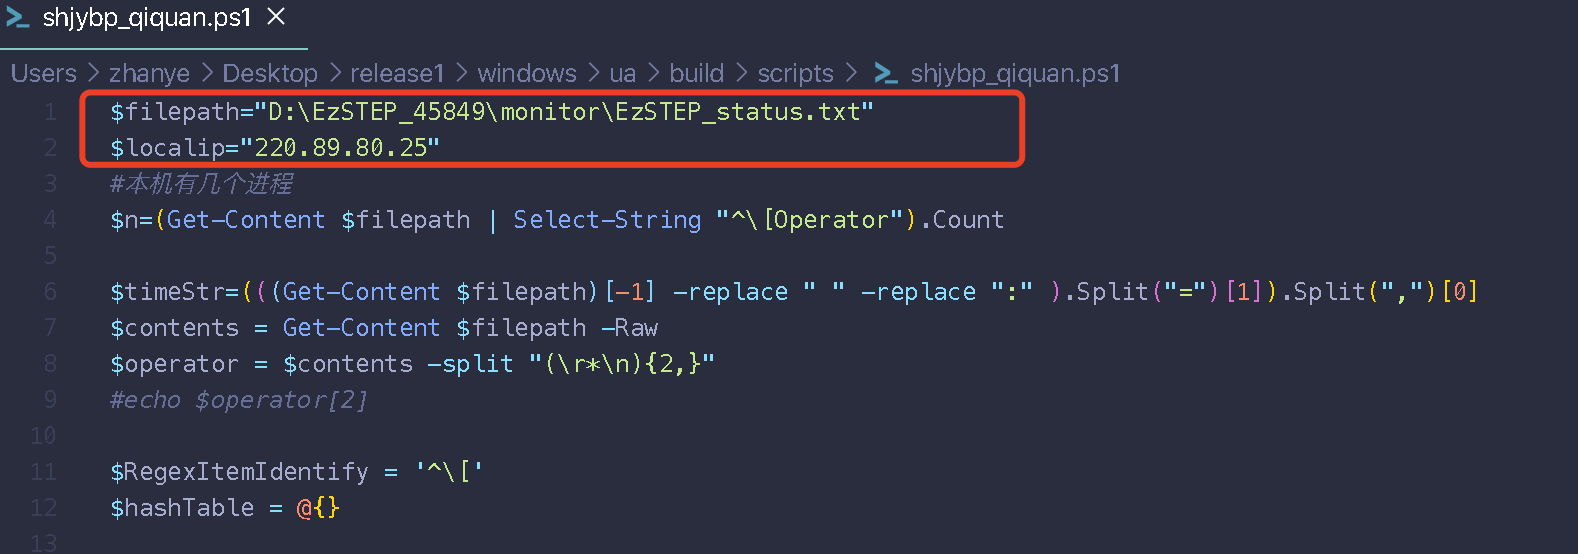 shjybp_qiquan.ps1
Users > zhanye > Desktop > release1 > windows > ua > build > scripts > shjybp_qiquan.ps1
1 $filepath="D:\EzSTEP_45849\monitor\EzSTEP_status.txt"
2 $localip="220.89.80.25"
3 #本机有几个进程
4 $n=(Get-Content $filepath | Select-String "^\[Operator").Count
5
6 $timeStr=(((Get-Content $filepath)[-1] -replace " " -replace ":" ).Split("=")[1]).Split(",")[0]
7 $contents = Get-Content $filepath -Raw
8 $operator = $contents -split "(\r*\n){2,}"
9 #echo $operator[2]
10
11 $RegexItemIdentify = '^\['
12 $hashTable = @{}
13